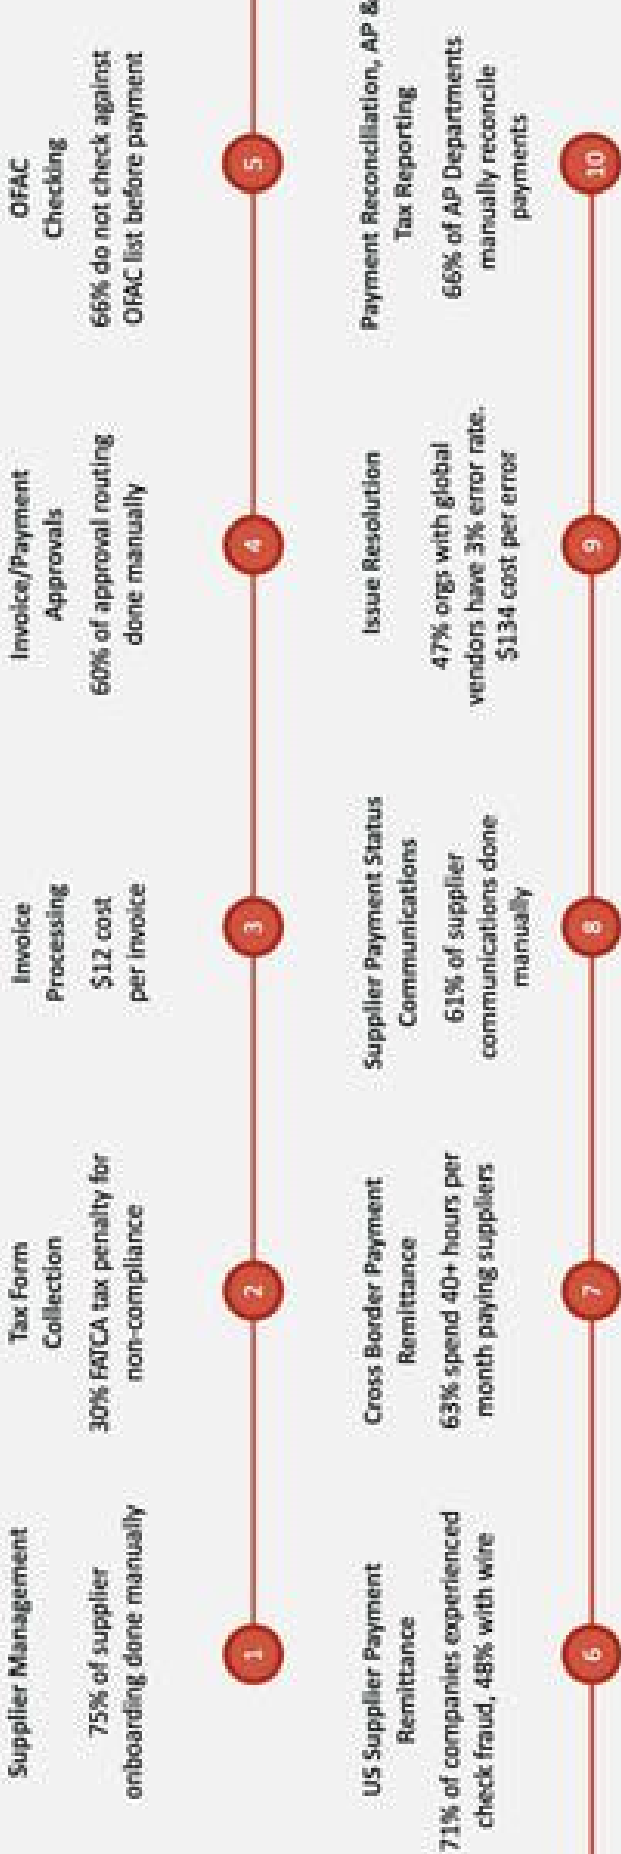 Supplier Management
75% of supplier
onboarding done manually
1
Tax Form
Collection
30% FATCA tax penalty for
non-compliance
2
Invoice
Processing
$12 cost
per invoice
3
Invoice/Payment
Approvals
60% of approval routing
done manually
4
OFAC
Checking
66% do not check against
OFAC list before payment
5
US Supplier Payment
Remittance
71% of companies experienced
check fraud, 48% with wire
6
Cross Border Payment
Remittance
63% spend 40+ hours per
month paying suppliers
7
Supplier Payment Status
Communications
61% of supplier
communications done
manually
8
Issue Resolution
47% orgs with global
vendors have 3% error rate.
$134 cost per error
9
Payment Reconciliation, AP &
Tax Reporting
66% of AP Departments
manually reconcile
payments
10